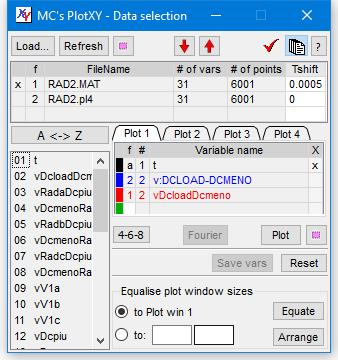 MC's PlotXY - Data selection
Load... Refresh ?
f FileName # of vars # of points Tshift
x 1 RAD2.MAT 31 6001 0.0005
2 RAD2.pl4 31 6001 0
A <-> Z
01 t
02 vDcloadDcm
03 vRadaDcpiu
04 vDcmenoRa
05 vRadbDcpiu
06 vDcmenoRa
07 vRadcDcpiu
08 vDcmenoRa
09 vV1a
10 vV1b
11 vV1c
12 vDcpiu
13 vDcmeno
Plot 1 Plot 2 Plot 3 Plot 4
f # Variable name X
a 1 t x
2 2 v:DCLOAD-DCMENO
1 2 vDcloadDcmeno
4-6-8 Fourier Plot
Save vars Reset
Equalise plot window sizes
to Plot win 1 Equate
to: Arrange